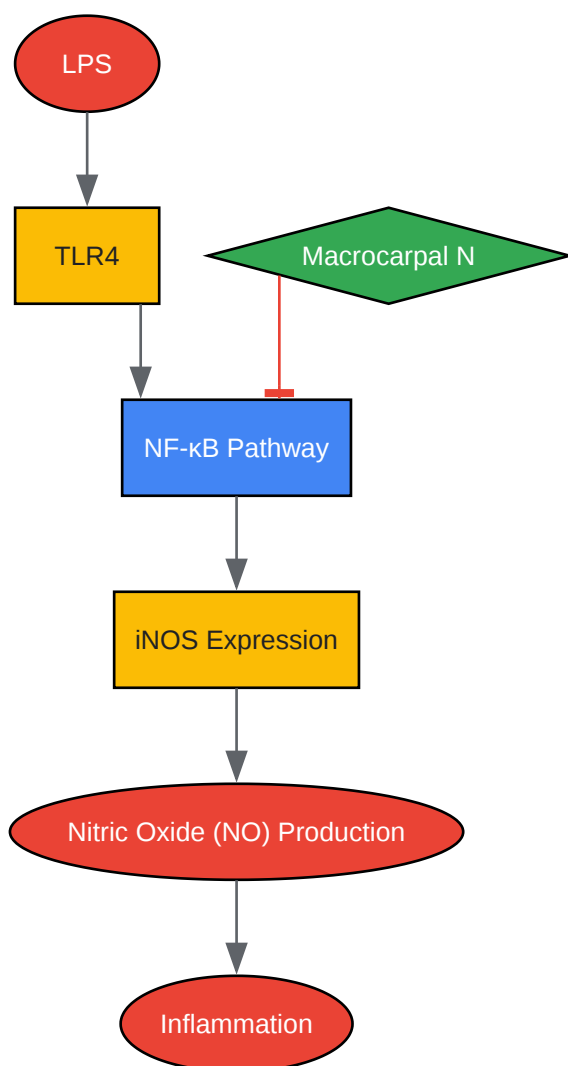 LPS
TLR4
Macrocarpal N
NF-κB Pathway
iNOS Expression
Nitric Oxide (NO) Production
Inflammation